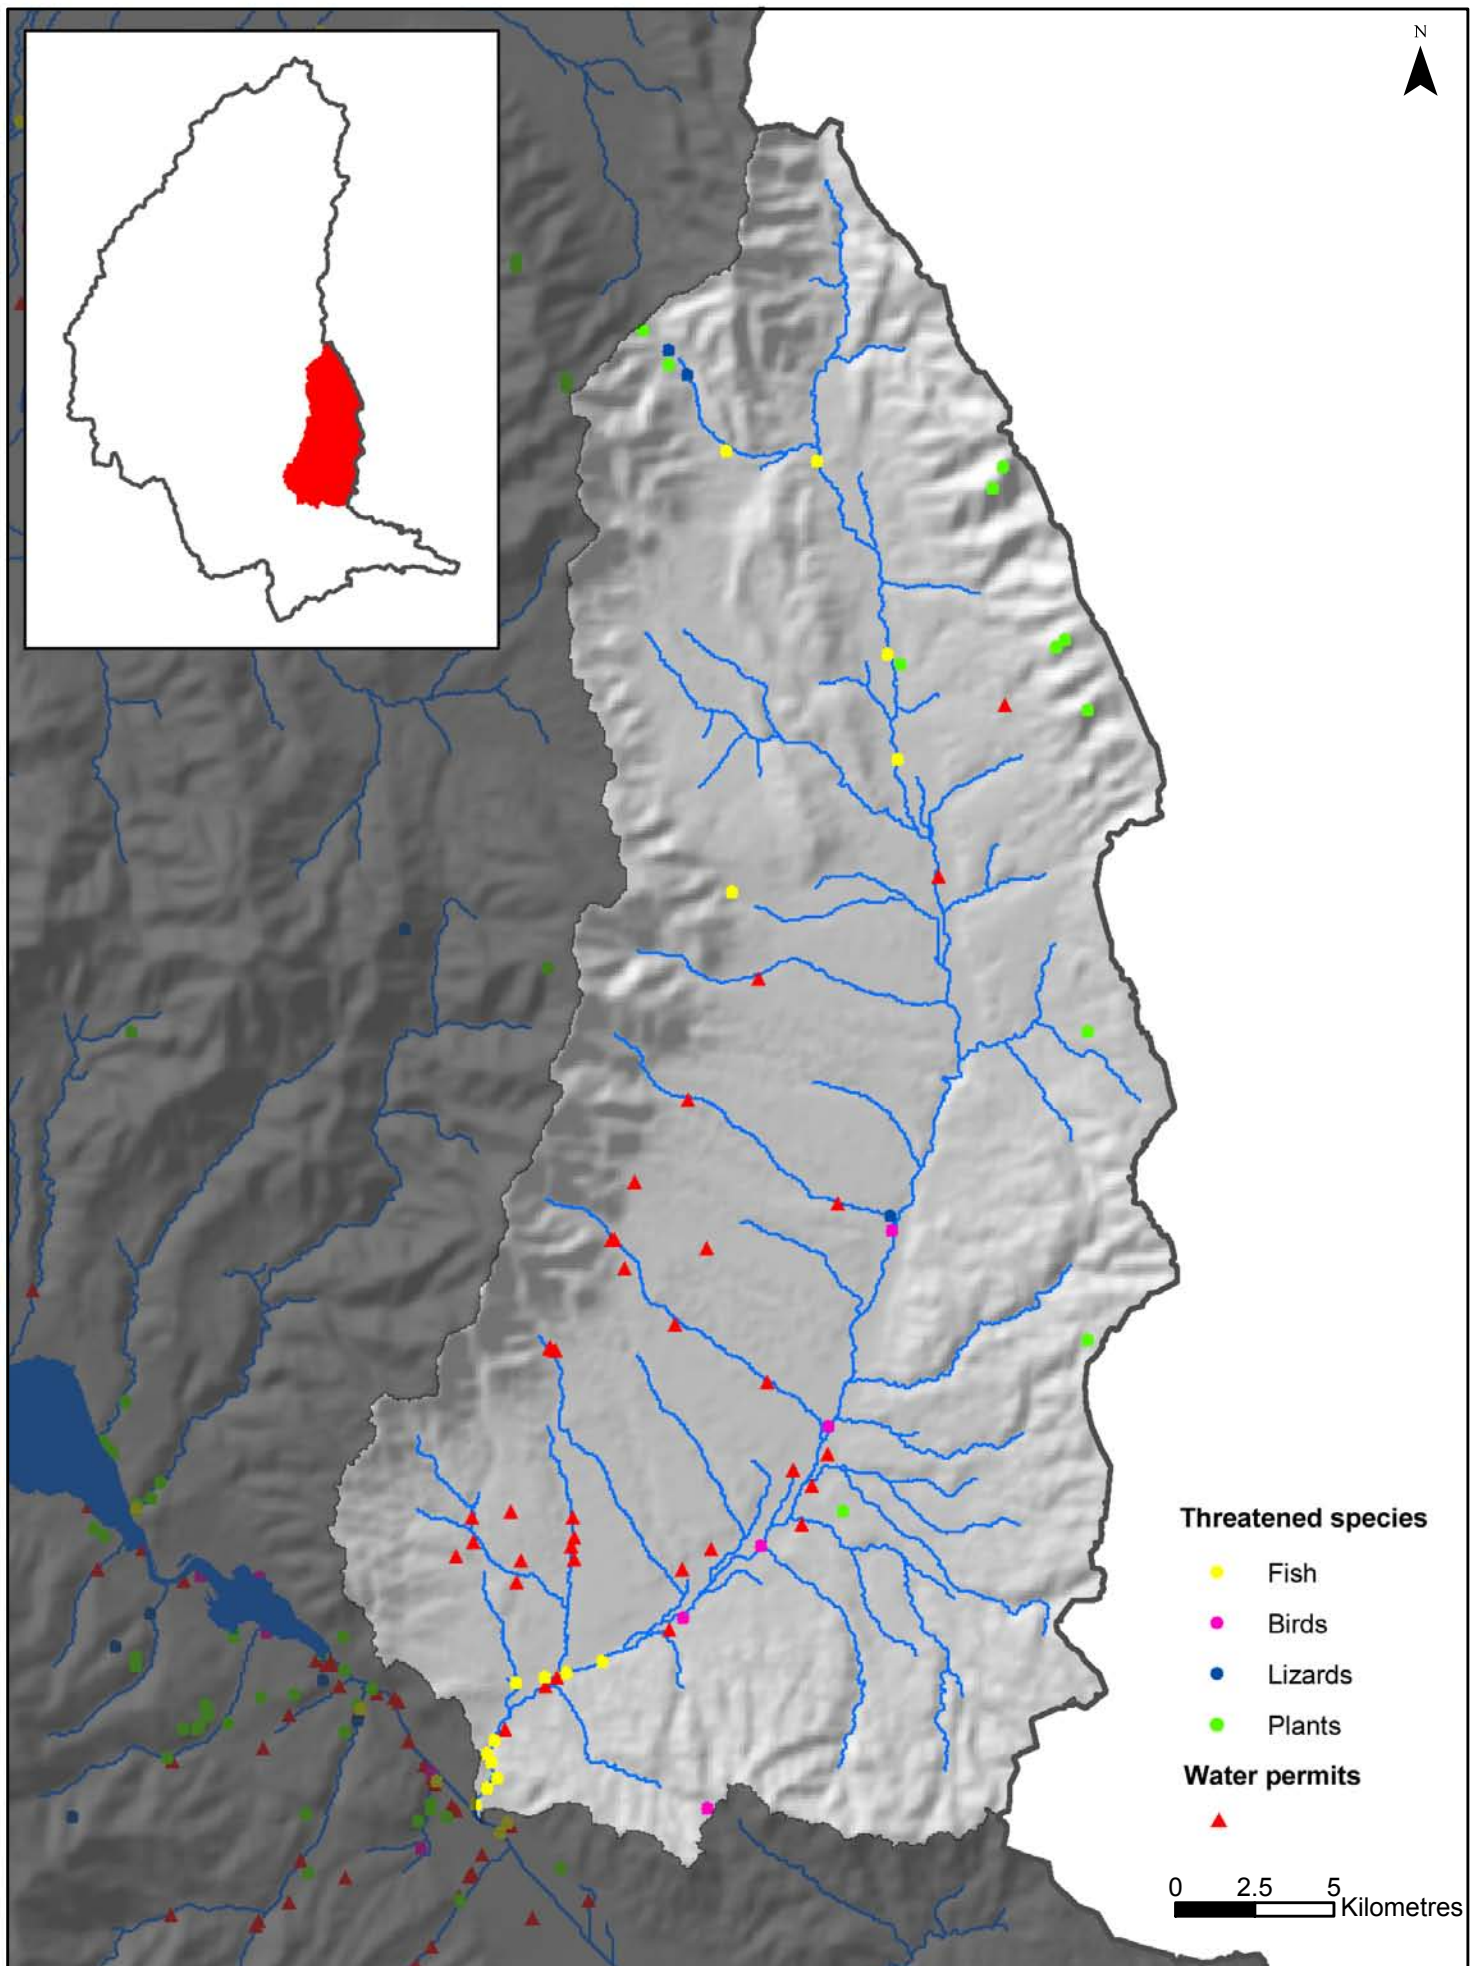 N
Threatened species
Fish
Birds
Lizards
Plants
Water permits
0 2.5 5
Kilometres